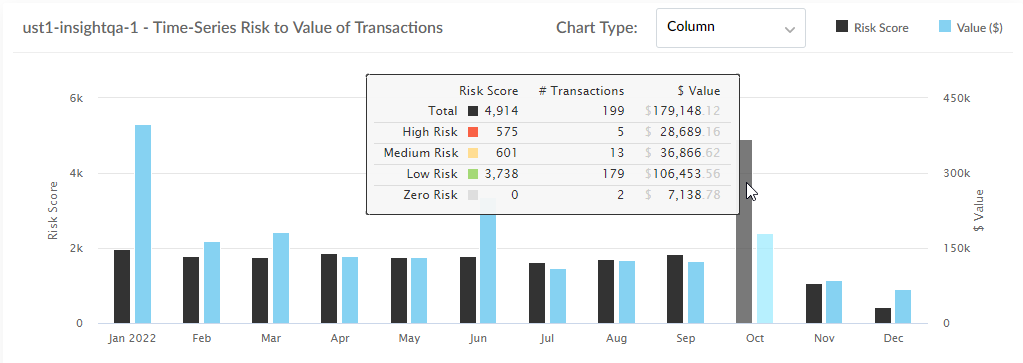 ust1-insightqa-1 - Time-Series Risk to Value of Transactions
Chart Type: Column
Risk Score Value ($)
Risk Score # Transactions $ Value
Total 4,914 199 $179,148.12
High Risk 575 5 $ 28,689.16
Medium Risk 601 13 $ 36,866.62
Low Risk 3,738 179 $106,453.56
Zero Risk 0 2 $ 7,138.78
6k
4k
2k
0
Risk Score
450k
300k
150k
0
$ Value
Jan 2022 Feb Mar Apr May Jun Jul Aug Sep Oct Nov Dec